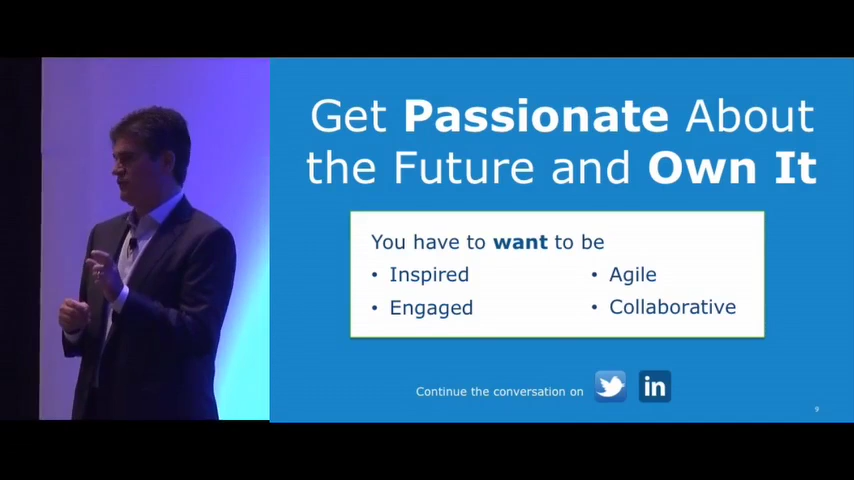 Get Passionate About
the Future and Own It
You have to want to be
• Inspired
• Engaged
• Agile
• Collaborative
Continue the conversation on
in
9